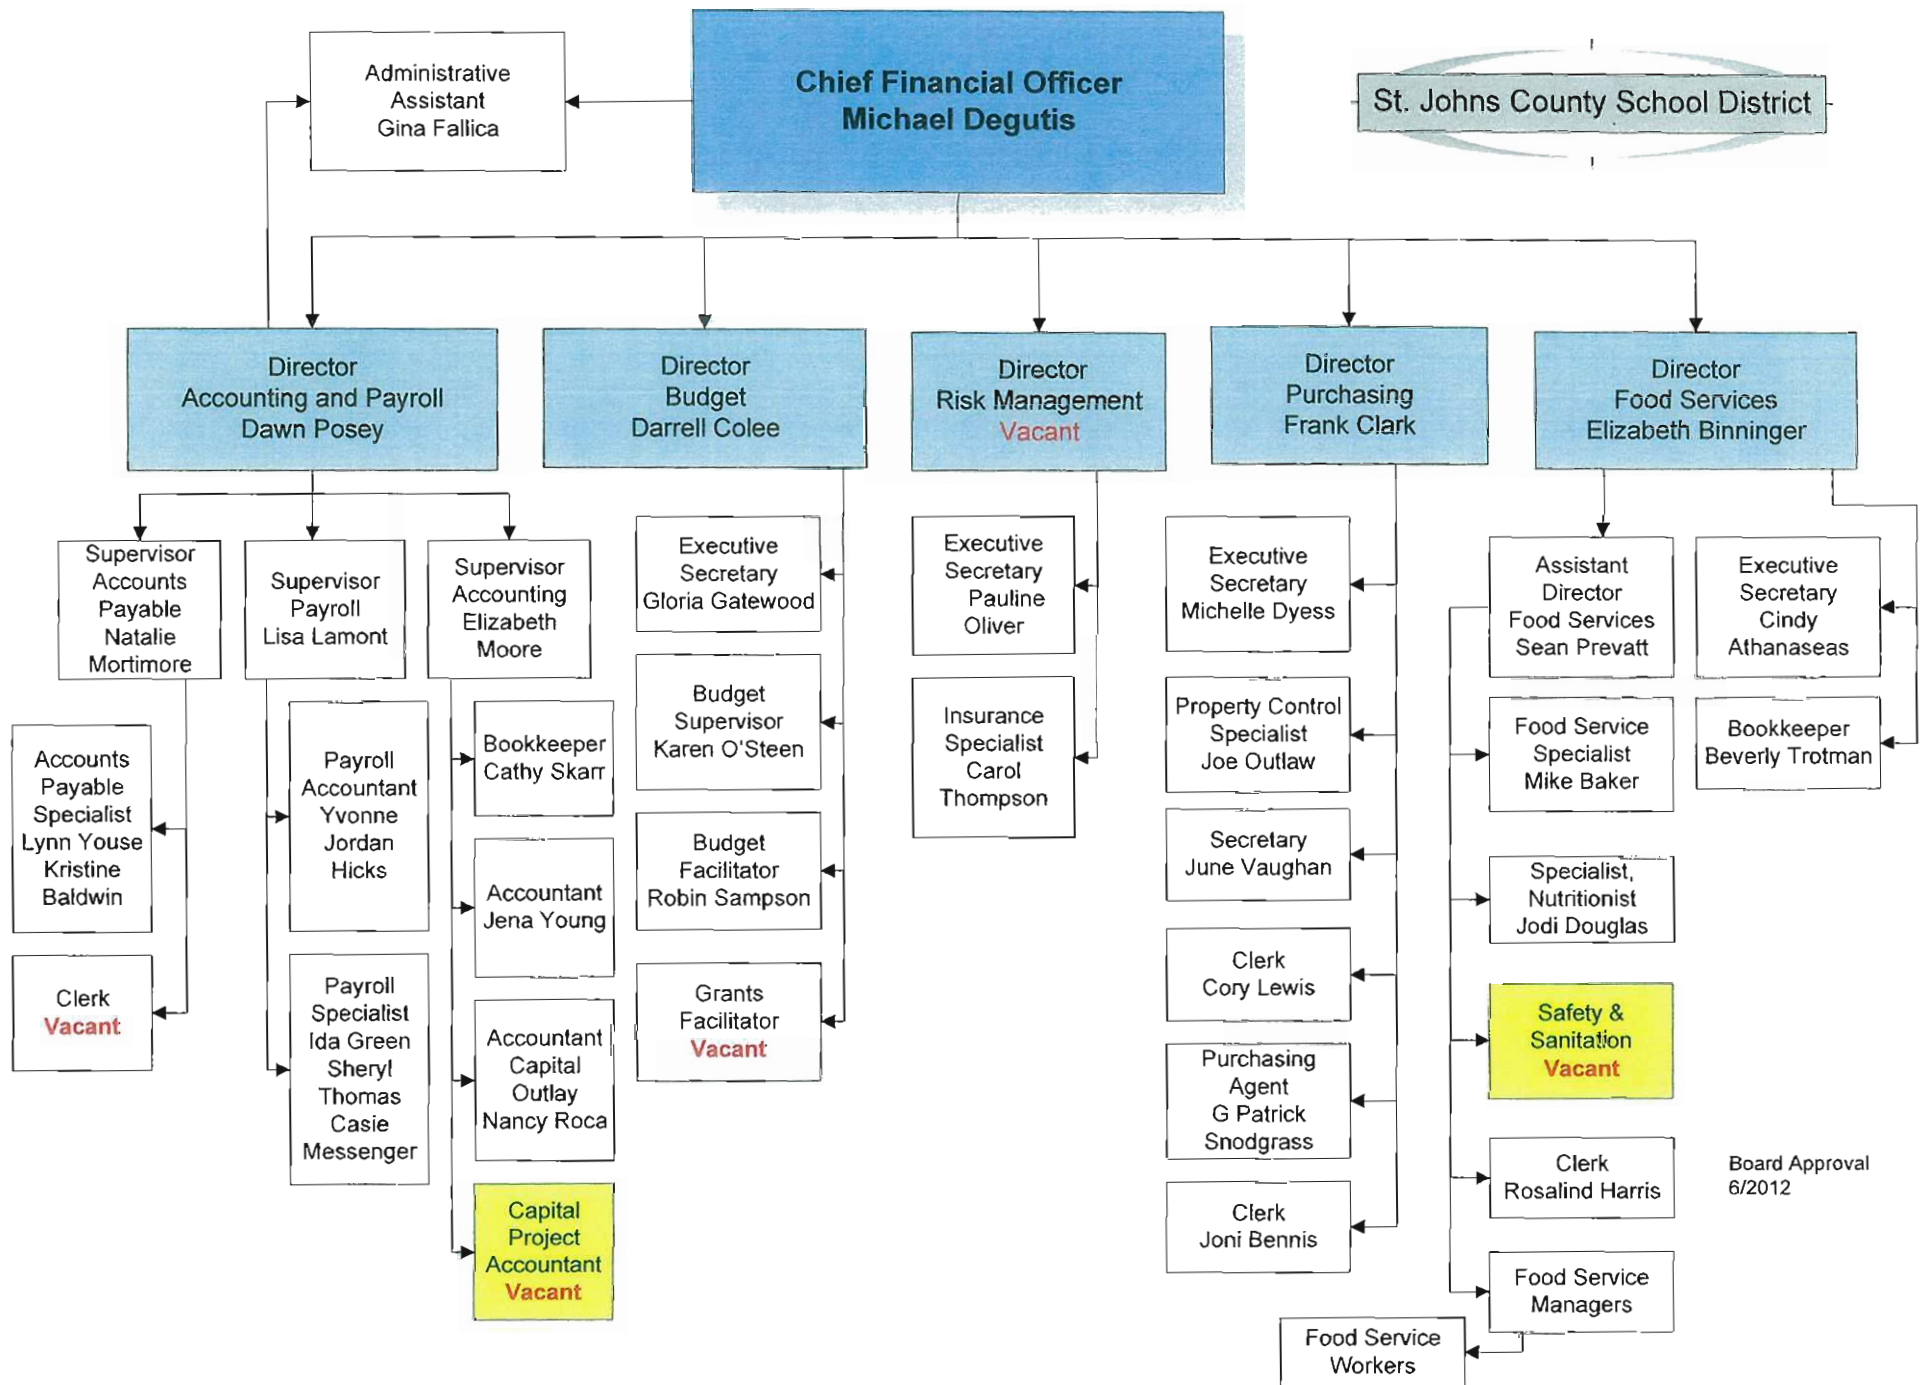 Administrative
Assistant
Gina Fallica
Chief Financial Officer
Michael Degutis
St. Johns County School District
Director
Accounting and Payroll
Dawn Posey
Director
Budget
Darrell Colee
Director
Risk Management
Vacant
Director
Purchasing
Frank Clark
Director
Food Services
Elizabeth Binninger
Supervisor
Accounts
Payable
Natalie
Mortimore
Supervisor
Payroll
Lisa Lamont
Supervisor
Accounting
Elizabeth
Moore
Accounts
Payable
Specialist
Lynn Youse
Kristine
Baldwin
Clerk
Vacant
Payroll
Accountant
Yvonne
Jordan
Hicks
Payroll
Specialist
Ida Green
Sheryl
Thomas
Casie
Messenger
Bookkeeper
Cathy Skarr
Accountant
Jena Young
Accountant
Capital
Outlay
Nancy Roca
Capital
Project
Accountant
Vacant
Executive
Secretary
Gloria Gatewood
Budget
Supervisor
Karen O'Steen
Budget
Facilitator
Robin Sampson
Grants
Facilitator
Vacant
Executive
Secretary
Pauline
Oliver
Insurance
Specialist
Carol
Thompson
Executive
Secretary
Michelle Dyess
Property Control
Specialist
Joe Outlaw
Secretary
June Vaughan
Clerk
Cory Lewis
Purchasing
Agent
G Patrick
Snodgrass
Clerk
Joni Bennis
Assistant
Director
Food Services
Sean Prevatt
Food Service
Specialist
Mike Baker
Specialist,
Nutritionist
Jodi Douglas
Safety &
Sanitation
Vacant
Clerk
Rosalind Harris
Food Service
Managers
Food Service
Workers
Executive
Secretary
Cindy
Athanaseas
Bookkeeper
Beverly Trotman
Board Approval
6/2012